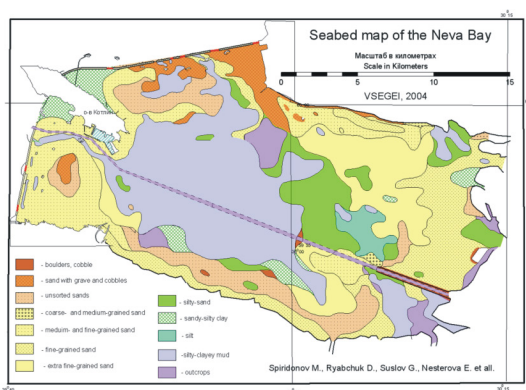 Seabed map of the Neva Bay
Масштаб в километрах
Scale in Kilometers
0 5 10 15
VSEGEI, 2004
о-в Котлин
- boulders, cobble
- sand with grave and cobbles
- unsorted sands
- coarse- and medium-grained sand
- meduim- and fine-grained sand
- fine-grained sand
- extra fine-grained sand
- silty-sand
- sandy-silty clay
- silt
-silty-clayey mud
- outcrops
Spiridonov M., Ryabchuk D., Suslov G., Nesterova E. et all.